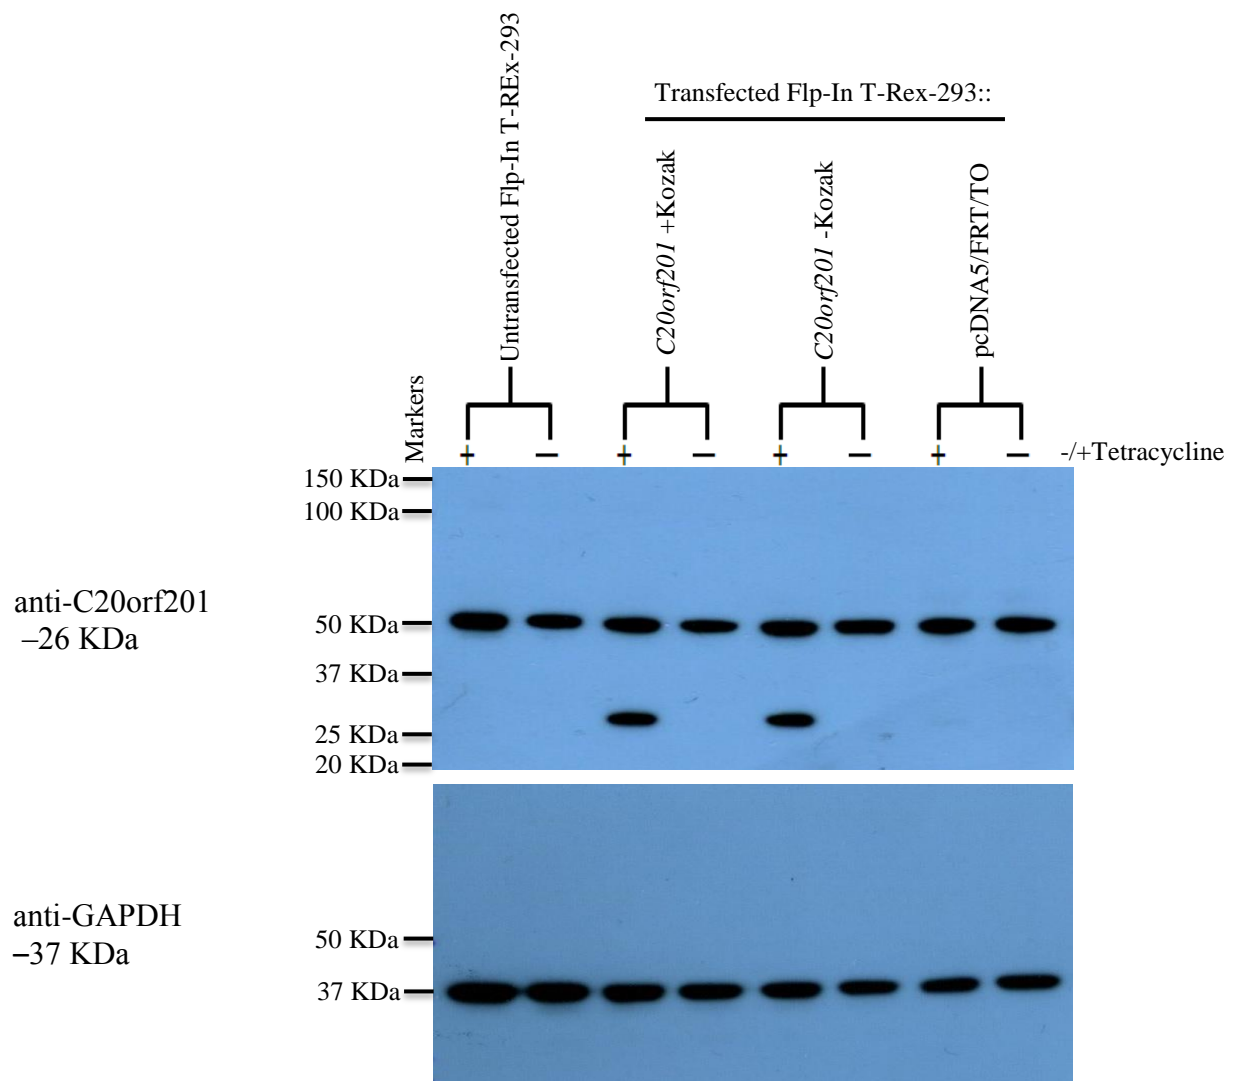 Untransfected Flp-In T-REx-293
Transfected Flp-In T-Rex-293::
C20orf201 +Kozak
C20orf201 -Kozak
pcDNA5/FRT/TO
Markers
+ – + – + – + – -/+Tetracycline
150 KDa
100 KDa
50 KDa
37 KDa
25 KDa
20 KDa
anti-C20orf201
–26 KDa
50 KDa
37 KDa
anti-GAPDH
–37 KDa